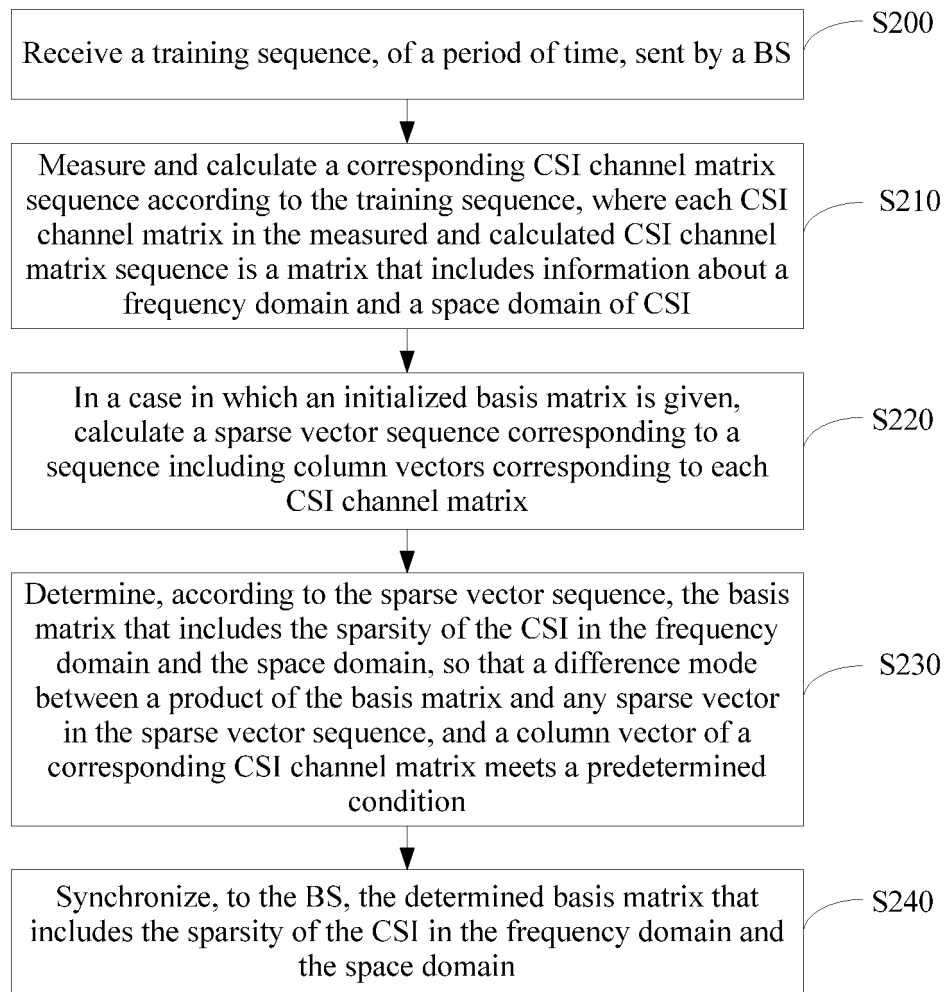 Receive a training sequence, of a period of time, sent by a BS
S200
Measure and calculate a corresponding CSI channel matrix
sequence according to the training sequence, where each CSI
channel matrix in the measured and calculated CSI channel
matrix sequence is a matrix that includes information about a
frequency domain and a space domain of CSI
S210
In a case in which an initialized basis matrix is given,
calculate a sparse vector sequence corresponding to a
sequence including column vectors corresponding to each
CSI channel matrix
S220
Determine, according to the sparse vector sequence, the basis
matrix that includes the sparsity of the CSI in the frequency
domain and the space domain, so that a difference mode
between a product of the basis matrix and any sparse vector
in the sparse vector sequence, and a column vector of a
corresponding CSI channel matrix meets a predetermined
condition
S230
Synchronize, to the BS, the determined basis matrix that
includes the sparsity of the CSI in the frequency domain and
the space domain
S240